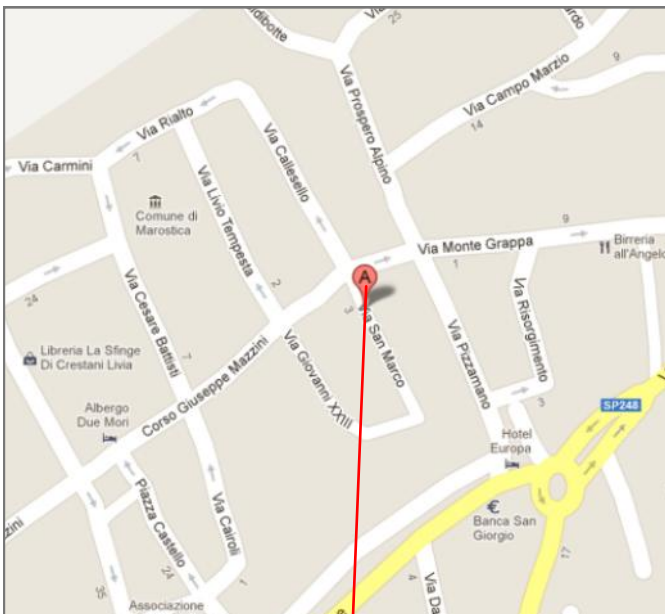 25
Via Campo Marzio
9
14
Via Prospero Alpino
Via Rialto
7
Via Carmini
Via Callesello
Via Livio Tempesta
Comune di
Marostica
Via Monte Grappa
9
1
Birreria
all'Angelo
A
2
3
24
Via Cesare Battisti
7
Via San Marco
Via Giovanni XXIII
Via Pizzamano
Via Risorgimento
Libreria La Sfinge
Di Crestani Livia
Corso Giuseppe Mazzini
Albergo
Due Mori
3
SP248
Hotel
Europa
Banca San
Giorgio
Piazza Castello
Via Cairoli
24
35
1
17
4
Associazione